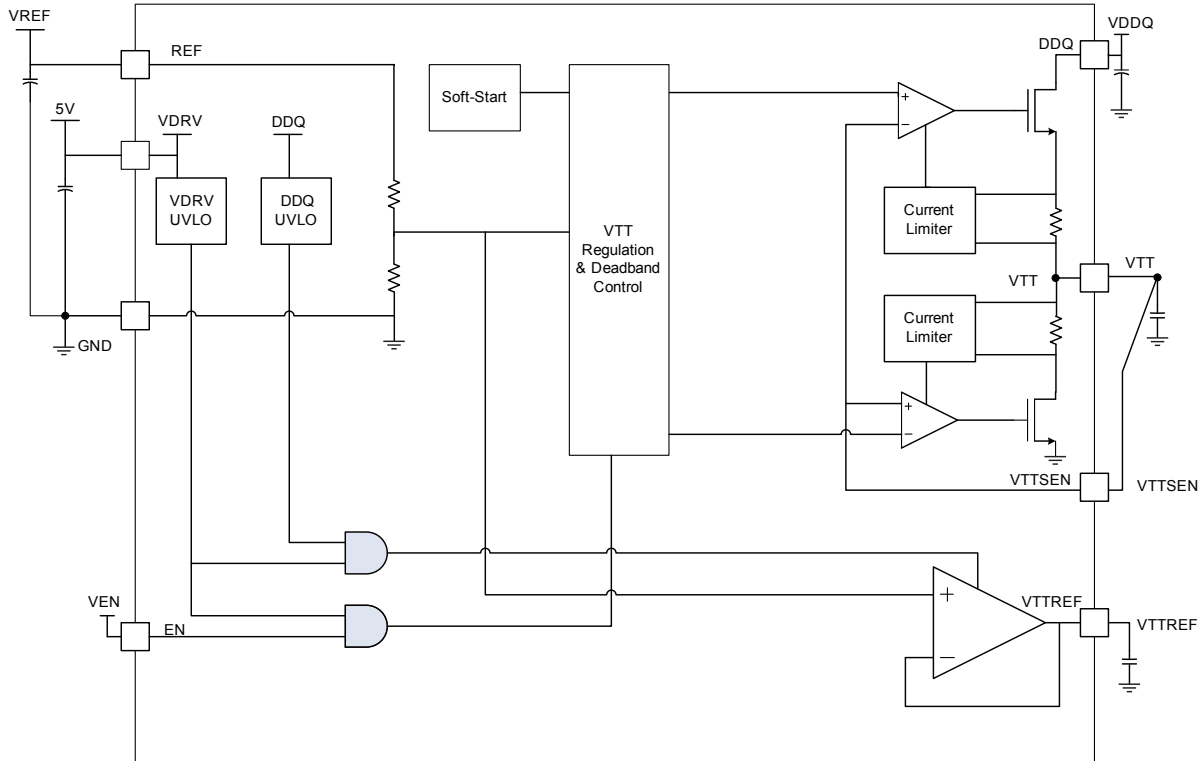 VREF
REF
5V
VDRV
DDQ
VDRV
UVLO
DDQ
UVLO
GND
Soft-Start
VTT
Regulation
& Deadband
Control
VDDQ
DDQ
+
−
Current
Limiter
VTT
VTT
Current
Limiter
+
−
VTTSEN
VTTSEN
VEN
EN
+
−
VTTREF
VTTREF